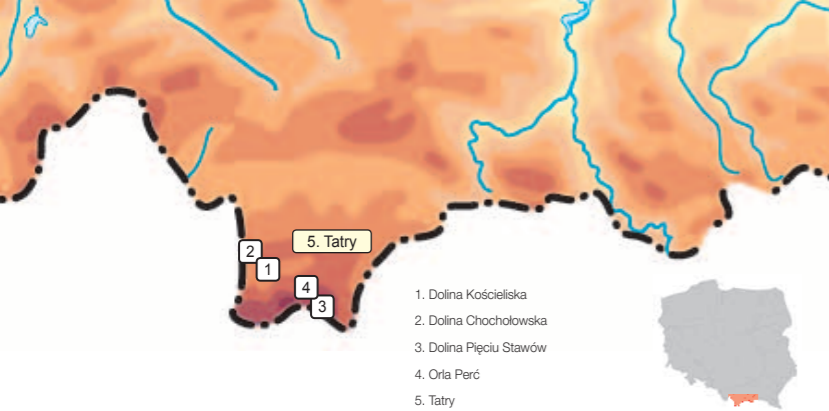 5. Tatry
2
1
4
3
1. Dolina Kościeliska
2. Dolina Chochołowska
3. Dolina Pięciu Stawów
4. Orla Perć
5. Tatry